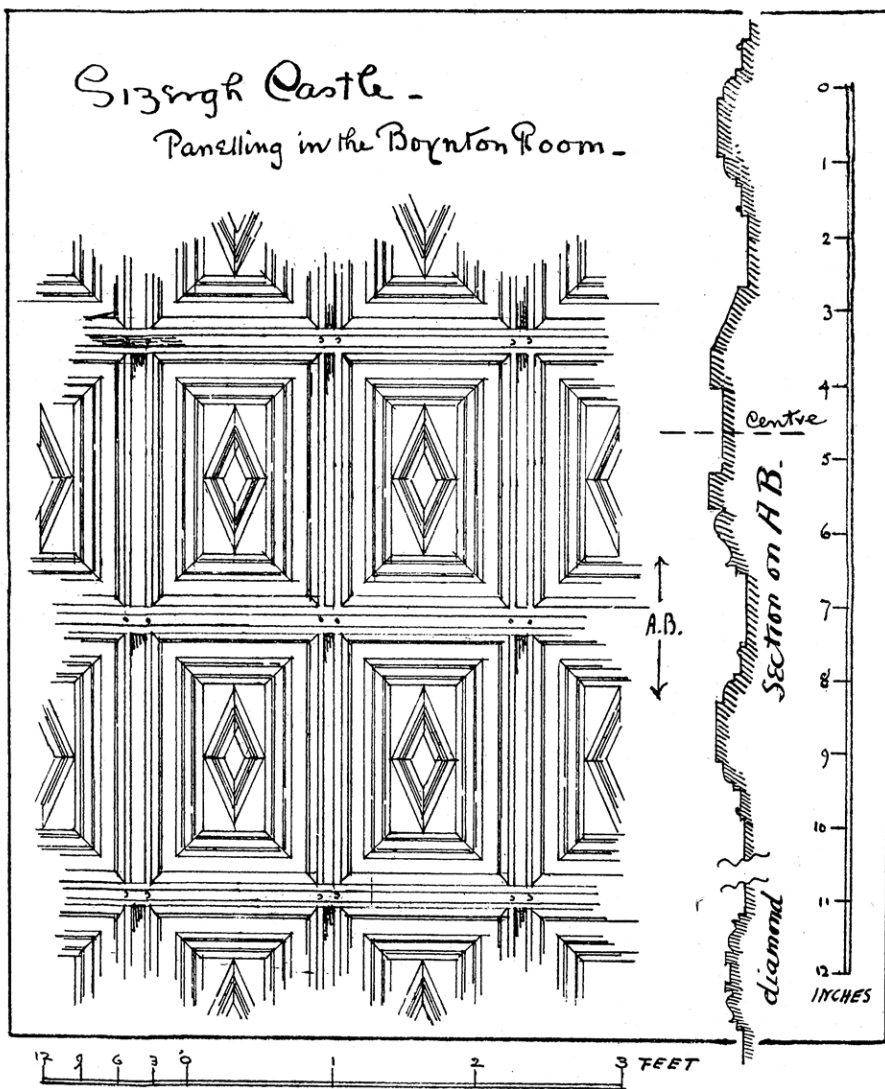 Sizergh Castle -
Panelling in the Boynton Room -
A.B.
Centre
Section on A B.
diamond
0
1
2
3
4
5
6
7
8
9
10
11
12
INCHES
12 9 6 3 0 1 2 3 FEET